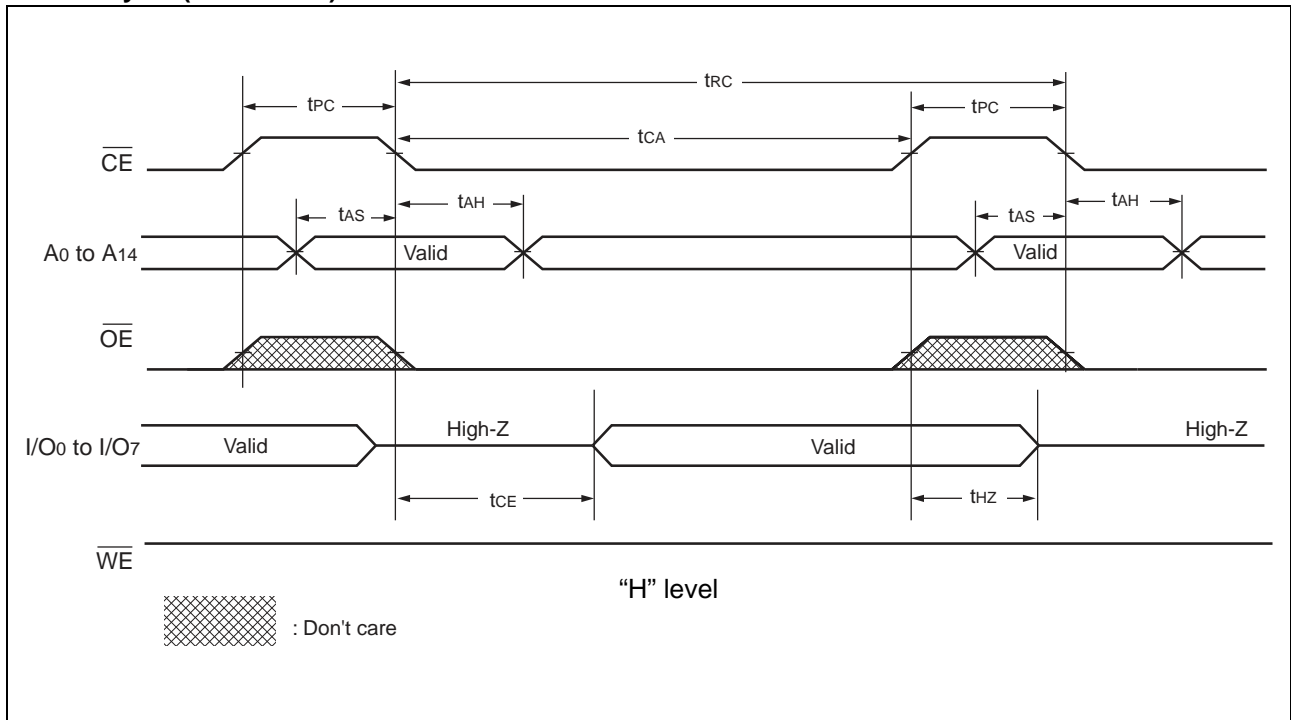 tRC
tPC
tPC
tCA
CE
tAS
tAH
tAS
tAH
A0 to A14
Valid
Valid
OE
I/O0 to I/O7
Valid
High-Z
Valid
High-Z
tCE
tHZ
WE
“H” level
: Don't care